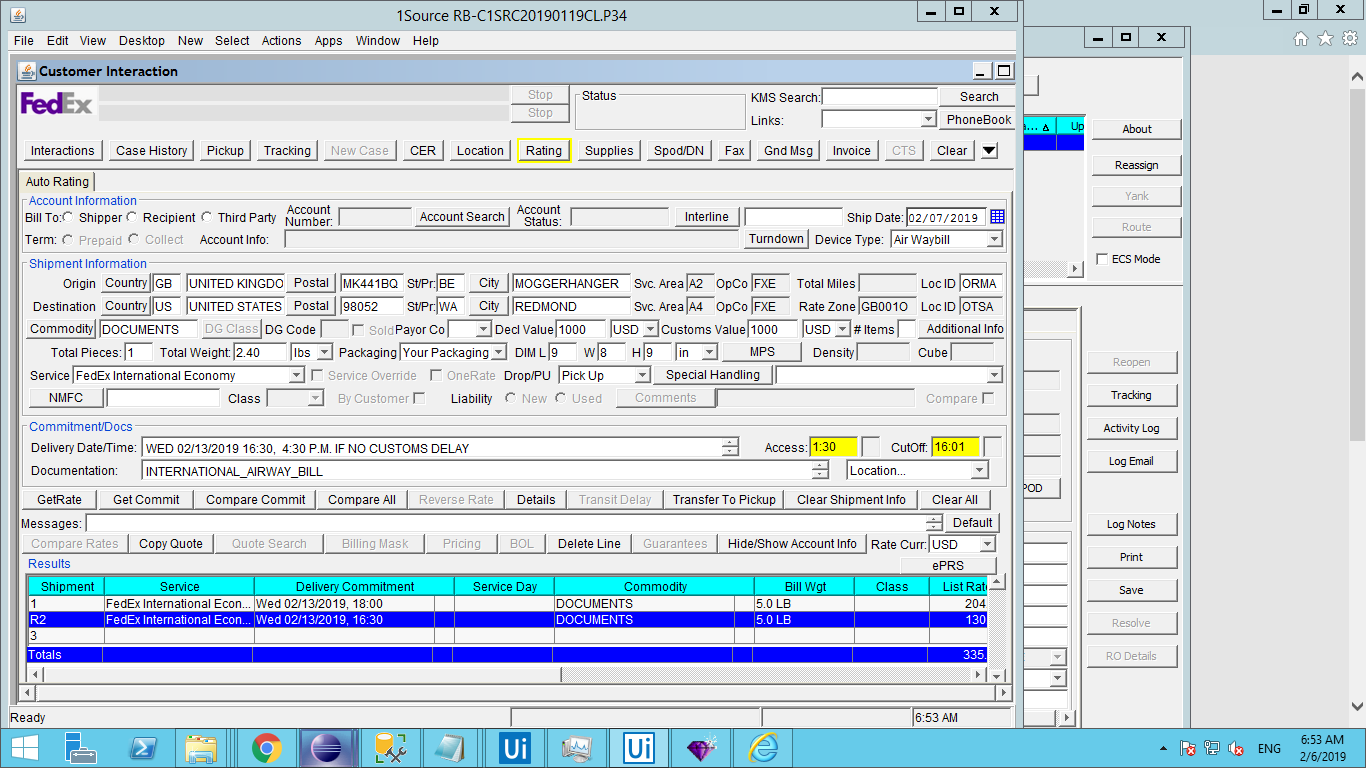 1Source RB-C1SRC20190119CL.P34
File Edit View Desktop New Select Actions Apps Window Help
Customer Interaction
FedEx Stop Status KMS Search: Search
Stop Links: PhoneBook
Interactions Case History Pickup Tracking New Case CER Location Rating Supplies Spod/DN Fax Gnd Msg Invoice CTS Clear
Auto Rating
Account Information
Bill To: Shipper Recipient Third Party Account Number: Account Search Account Status: Interline Ship Date: 02/07/2019
Term: Prepaid Collect Account Info: Turndown Device Type: Air Waybill
Shipment Information
Origin Country GB UNITED KINGDO Postal MK441BQ St/Pr: BE City MOGGERHANGER Svc. Area A2 OpCo FXE Total Miles Loc ID ORMA
Destination Country US UNITED STATES Postal 98052 St/Pr: WA City REDMOND Svc. Area A4 OpCo FXE Rate Zone GB001O Loc ID OTSA
Commodity DOCUMENTS DG Class DG Code Sold Payor Co Decl Value 1000 USD Customs Value 1000 USD # Items Additional Info
Total Pieces: 1 Total Weight: 2.40 lbs Packaging Your Packaging DIM L 9 W 8 H 9 in MPS Density Cube
Service FedEx International Economy Service Override OneRate Drop/PU Pick Up Special Handling
NMFC Class By Customer Liability New Used Comments Compare
Commitment/Docs
Delivery Date/Time: WED 02/13/2019 16:30, 4:30 P.M. IF NO CUSTOMS DELAY Access: 1:30 CutOff: 16:01
Documentation: INTERNATIONAL_AIRWAY_BILL Location...
GetRate Get Commit Compare Commit Compare All Reverse Rate Details Transit Delay Transfer To Pickup Clear Shipment Info Clear All
Messages: Default
Compare Rates Copy Quote Quote Search Billing Mask Pricing BOL Delete Line Guarantees Hide/Show Account Info Rate Curr: USD
Results ePRS
Shipment Service Delivery Commitment Service Day Commodity Bill Wgt Class List Rat
1 FedEx International Econ... Wed 02/13/2019, 18:00 DOCUMENTS 5.0 LB 204
R2 FedEx International Econ... Wed 02/13/2019, 16:30 DOCUMENTS 5.0 LB 130
3
Totals 335.
Ready 6:53 AM
a... Up
About
Reassign
Yank
Route
ECS Mode
Reopen
Tracking
Activity Log
Log Email
POD
Log Notes
Print
Save
Resolve
RO Details
Ui Ui ENG 6:53 AM
2/6/2019